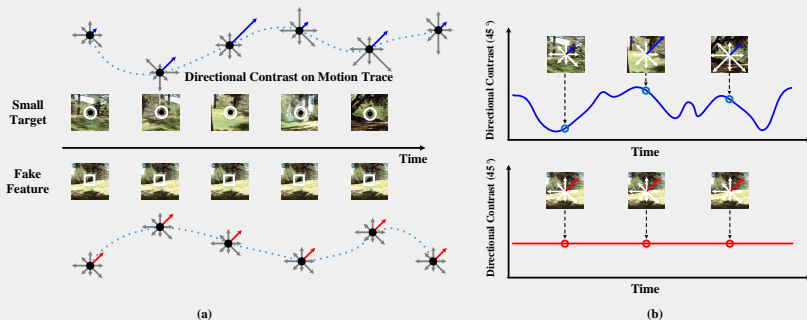 Directional Contrast on Motion Trace
Small
Target
Time
Fake
Feature
(a)
Directional Contrast (45°)
Time
Directional Contrast (45°)
Time
(b)